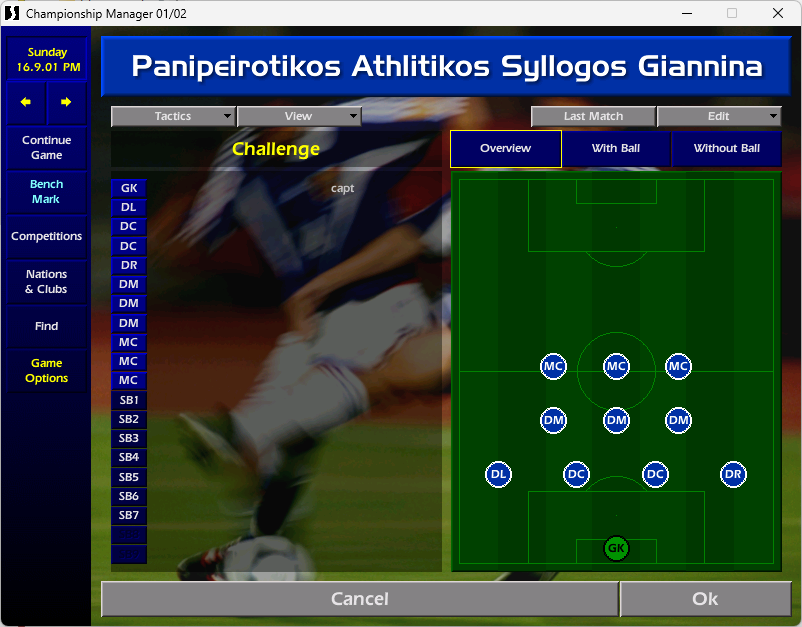 Championship Manager 01/02
Sunday
16.9.01 PM
Continue
Game
Bench
Mark
Competitions
Nations
& Clubs
Find
Game
Options
Panipeirotikos Athlitikos Syllogos Giannina
Tactics
View
Last Match
Edit
Challenge
Overview
With Ball
Without Ball
GK capt
DL
DC
DC
DR
DM
DM
DM
MC
MC
MC
SB1
SB2
SB3
SB4
SB5
SB6
SB7
MC MC MC
DM DM DM
DL DC DC DR
GK
Cancel
Ok